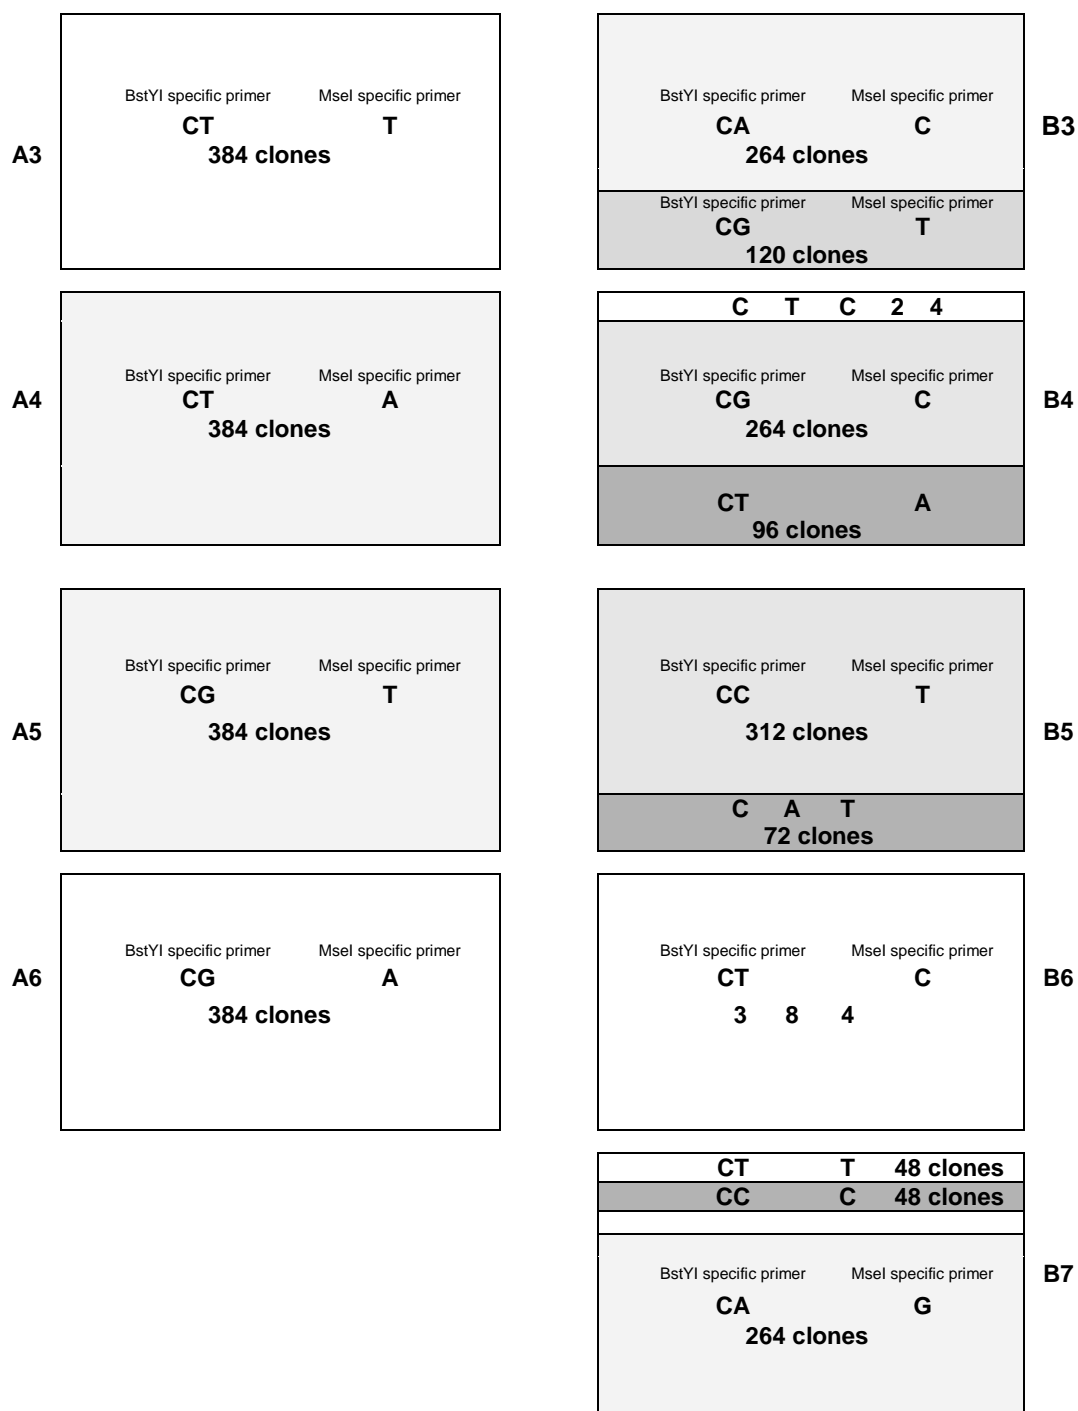 BstYI specific primer MseI specific primer
CT T
A3
384 clones
BstYI specific primer MseI specific primer
CA C
B3
264 clones
BstYI specific primer MseI specific primer
CG T
120 clones
BstYI specific primer MseI specific primer
A4
CT A
384 clones
C T C 2 4
BstYI specific primer MseI specific primer
CG C
B4
264 clones
CT A
96 clones
BstYI specific primer MseI specific primer
CG T
A5
384 clones
BstYI specific primer MseI specific primer
CC T
312 clones
B5
C A T
72 clones
BstYI specific primer MseI specific primer
A6
CG A
384 clones
BstYI specific primer MseI specific primer
CT C
B6
3 8 4
CT T 48 clones
CC C 48 clones
BstYI specific primer MseI specific primer
B7
CA G
264 clones